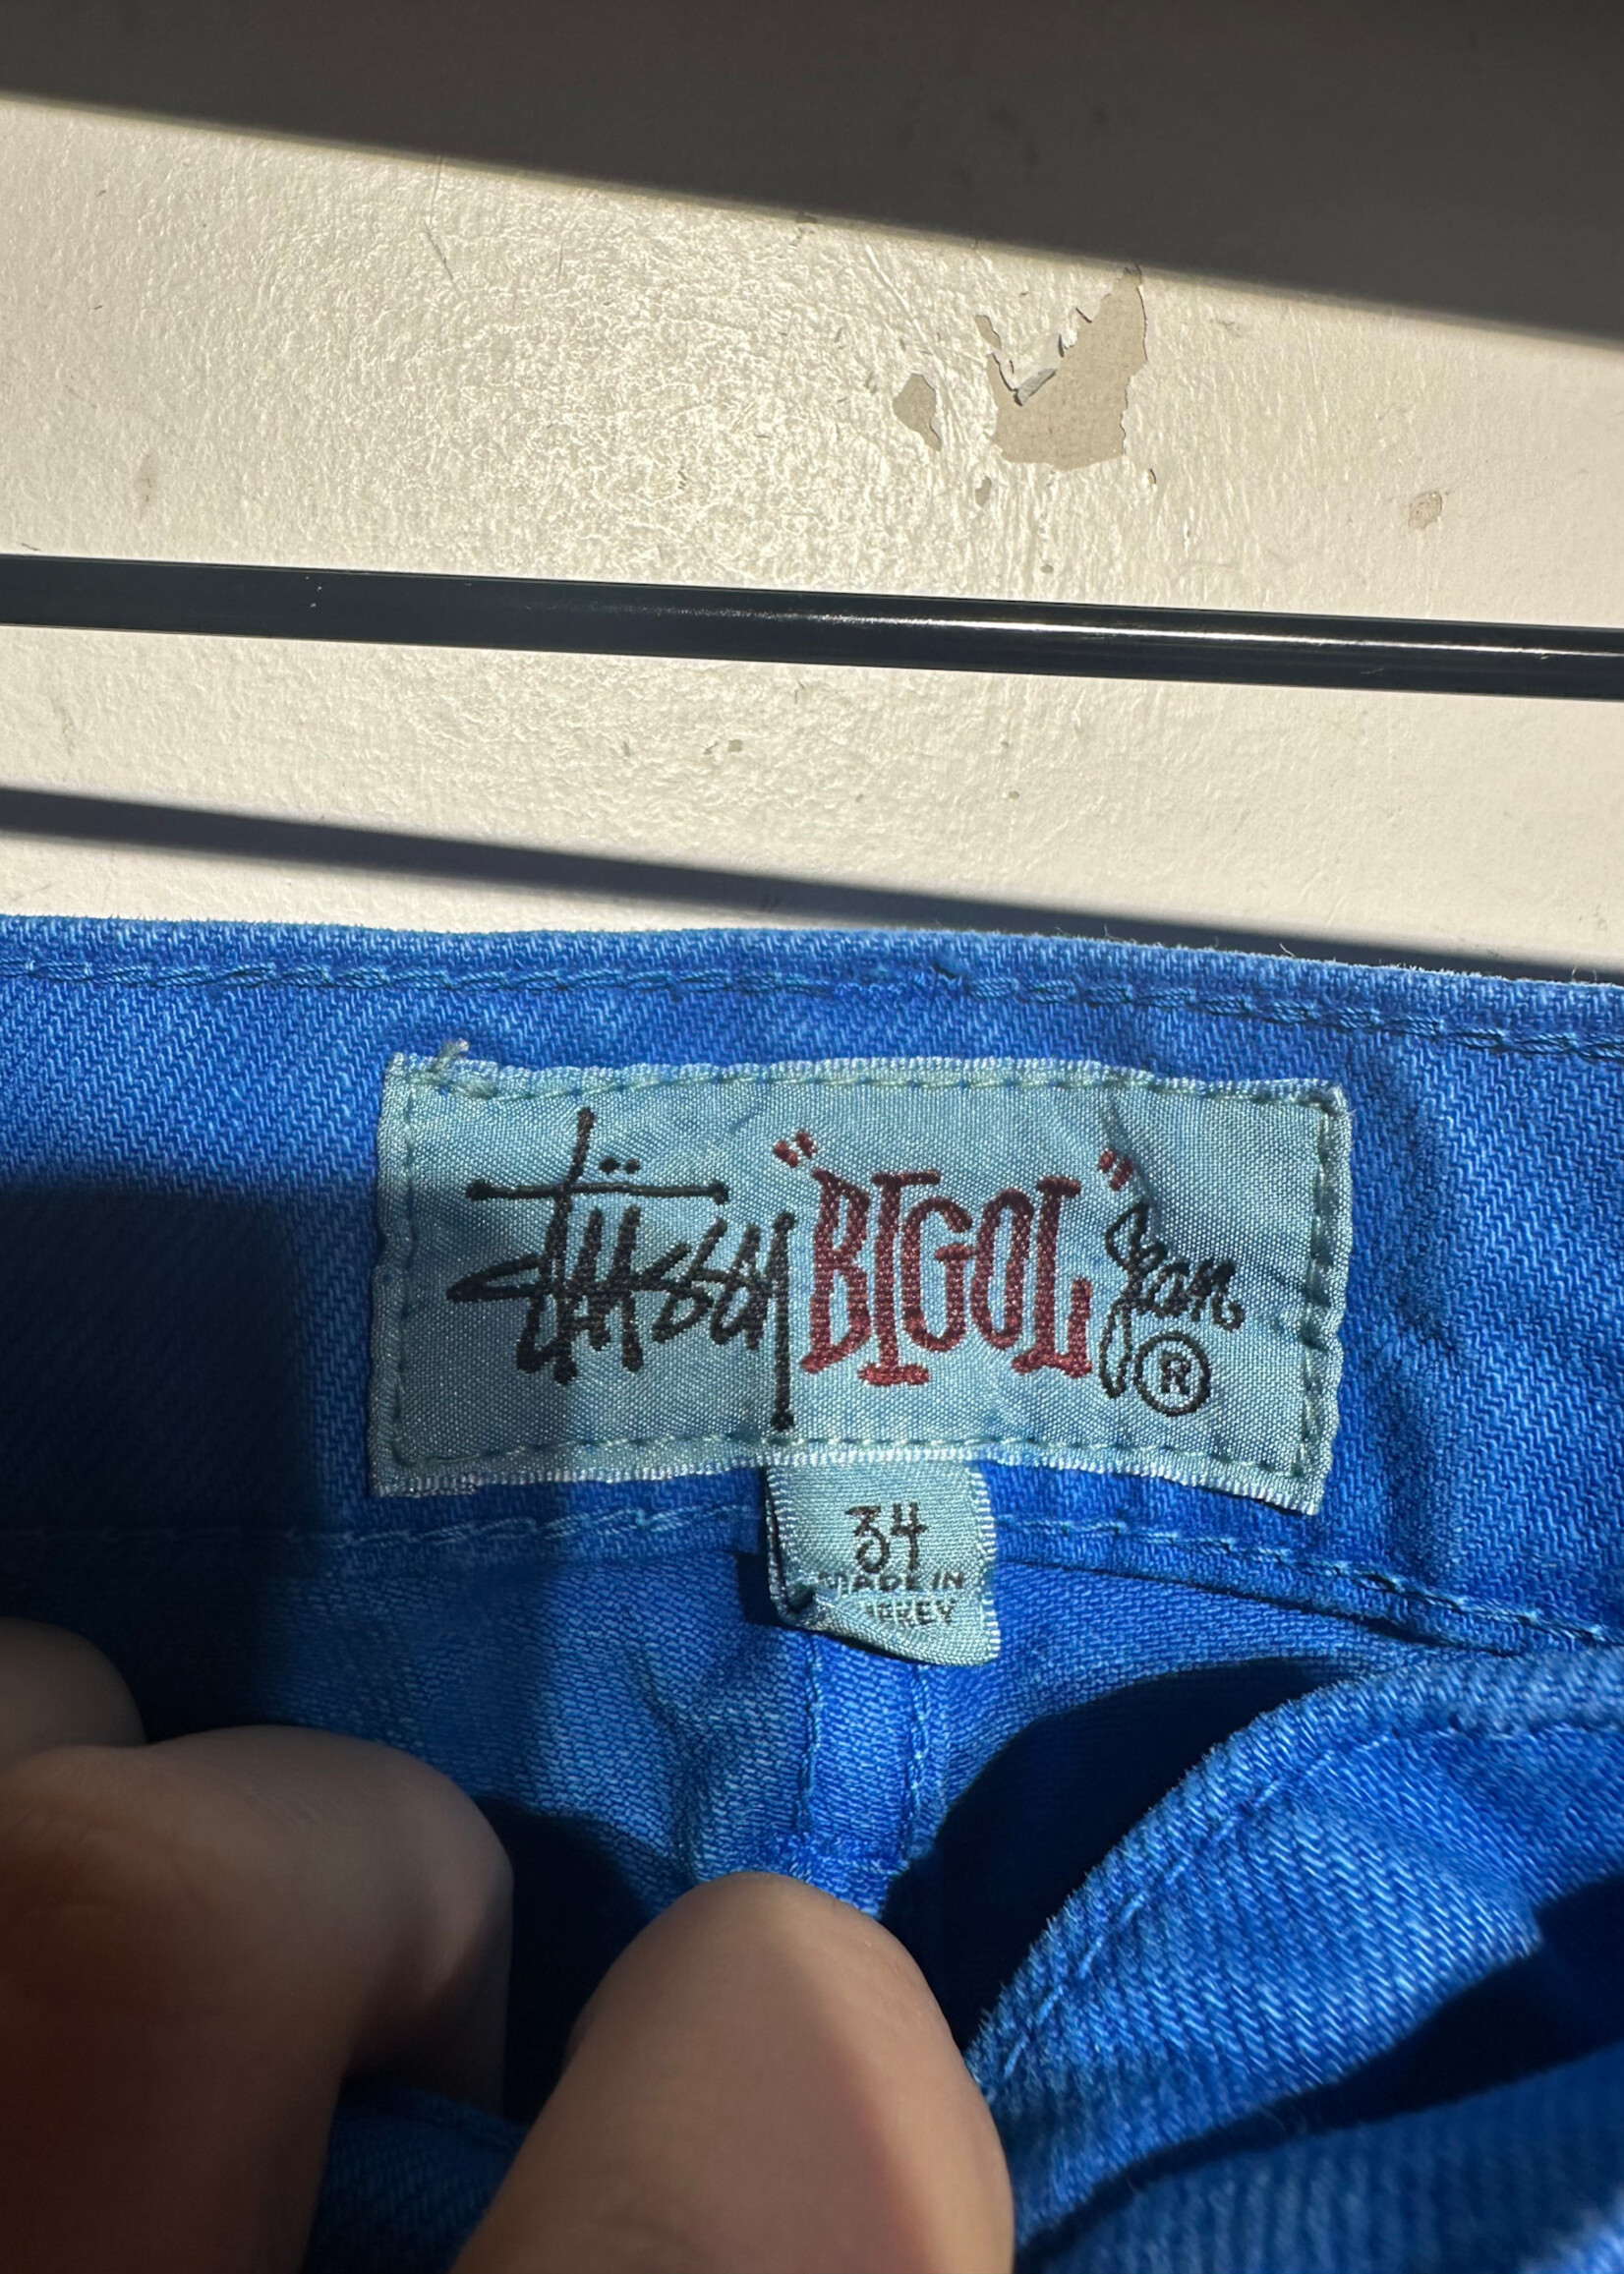 Stüssy "BIGOL" Jean ®
34
MADE IN